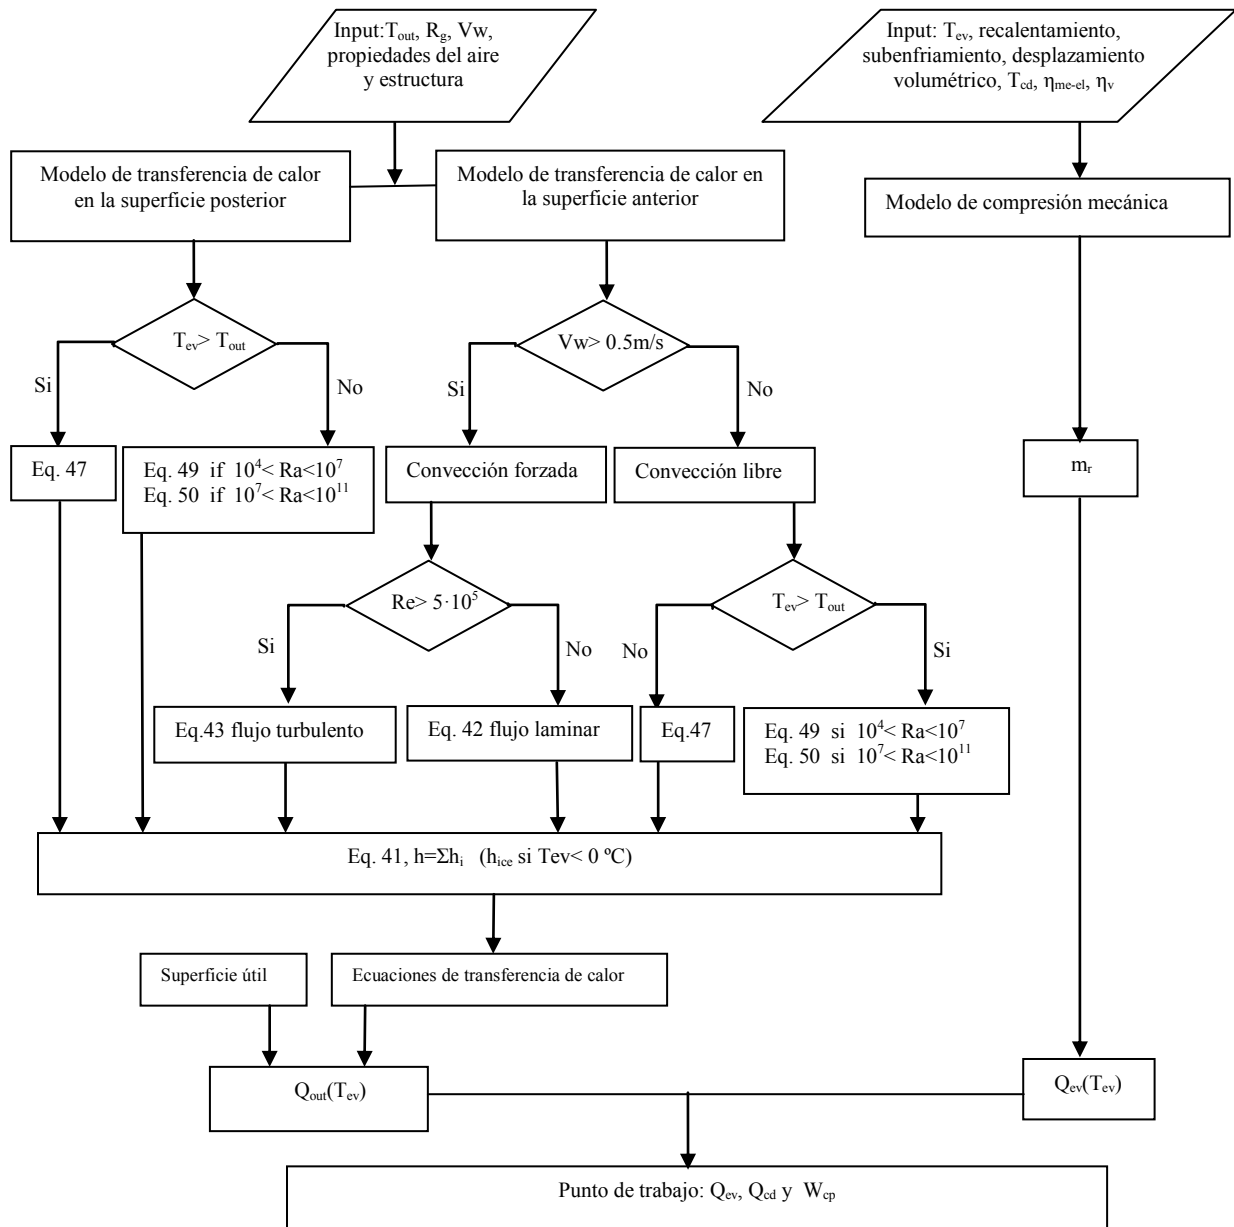 Input:T_out, R_g, Vw,
propiedades del aire
y estructura
Input: T_ev, recalentamiento,
subenfriamiento, desplazamiento
volumétrico, T_cd, η_me-el, η_v
Modelo de transferencia de calor
en la superficie posterior
Modelo de transferencia de calor en
la superficie anterior
Modelo de compresión mecánica
T_ev> T_out
Vw> 0.5m/s
Si
No
Si
No
Eq. 47
Eq. 49 if 10^4< Ra<10^7
Eq. 50 if 10^7< Ra<10^11
Convección forzada
Convección libre
m_r
Re> 5·10^5
T_ev> T_out
Si
No
No
Si
Eq.43 flujo turbulento
Eq. 42 flujo laminar
Eq.47
Eq. 49 si 10^4< Ra<10^7
Eq. 50 si 10^7< Ra<10^11
Eq. 41, h=Σh_i (h_ice si Tev< 0 ºC)
Superficie útil
Ecuaciones de transferencia de calor
Q_out(T_ev)
Q_ev(T_ev)
Punto de trabajo: Q_ev, Q_cd y W_cp